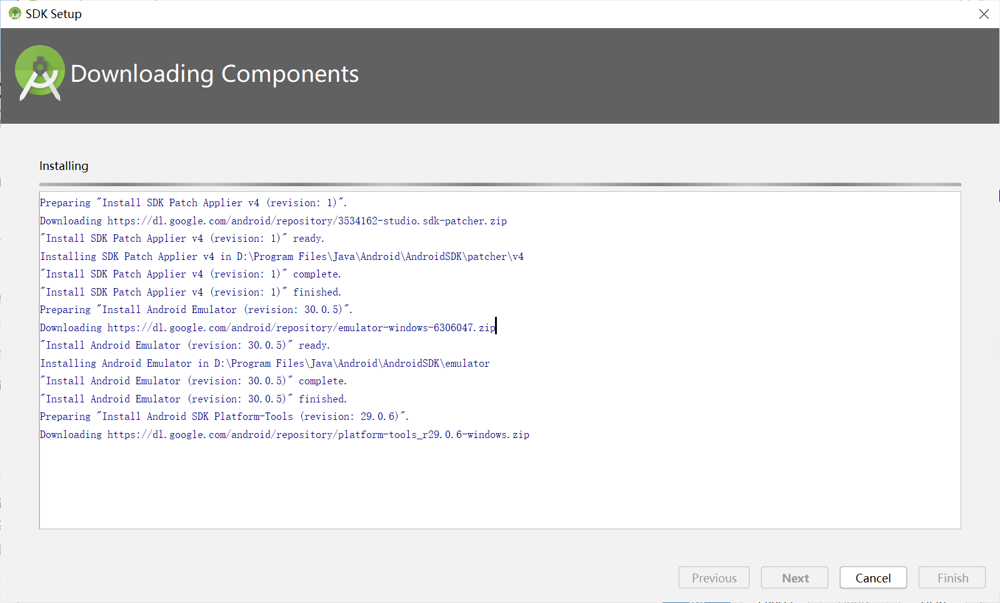 SDK Setup
Downloading Components
Installing
Preparing "Install SDK Patch Applier v4 (revision: 1)".
Downloading https://dl.google.com/android/repository/3534162-studio.sdk-patcher.zip
"Install SDK Patch Applier v4 (revision: 1)" ready.
Installing SDK Patch Applier v4 in D:\Program Files\Java\Android\AndroidSDK\patcher\v4
"Install SDK Patch Applier v4 (revision: 1)" complete.
"Install SDK Patch Applier v4 (revision: 1)" finished.
Preparing "Install Android Emulator (revision: 30.0.5)".
Downloading https://dl.google.com/android/repository/emulator-windows-6306047.zip
"Install Android Emulator (revision: 30.0.5)" ready.
Installing Android Emulator in D:\Program Files\Java\Android\AndroidSDK\emulator
"Install Android Emulator (revision: 30.0.5)" complete.
"Install Android Emulator (revision: 30.0.5)" finished.
Preparing "Install Android SDK Platform-Tools (revision: 29.0.6)".
Downloading https://dl.google.com/android/repository/platform-tools_r29.0.6-windows.zip
Previous Next Cancel Finish